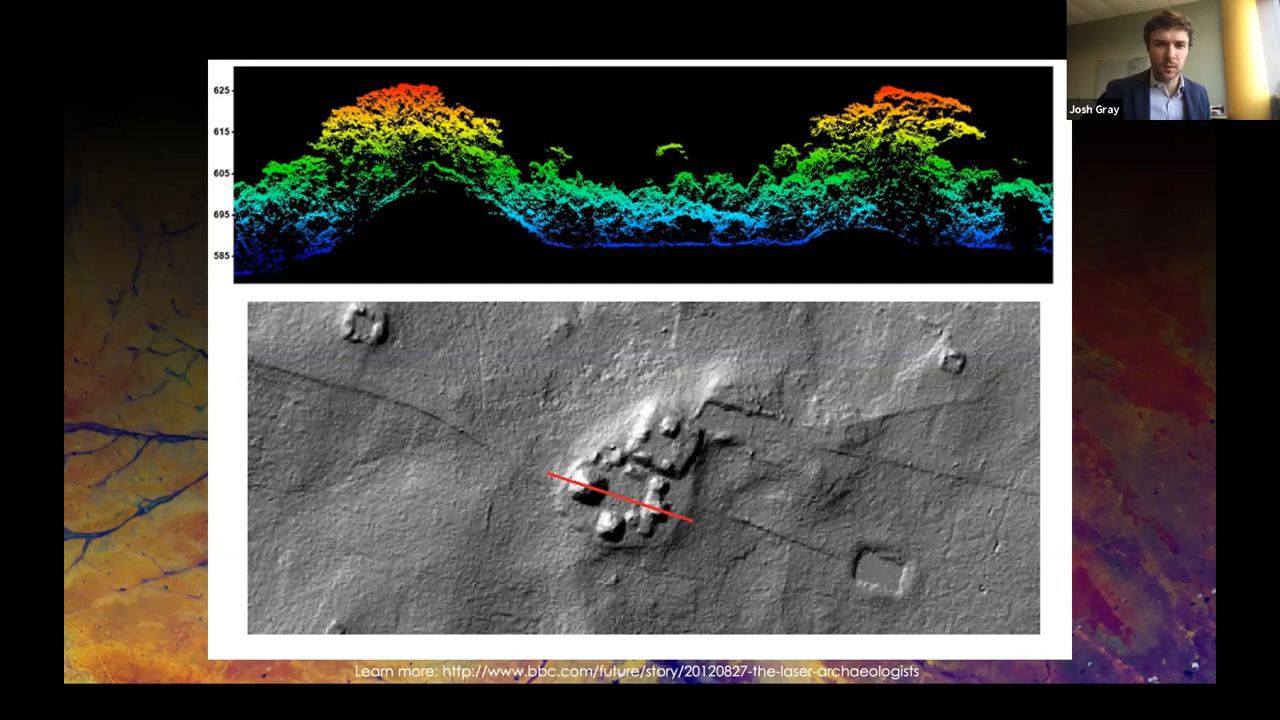 Josh Gray
625
615
605
695
585
Learn more: http://www.bbc.com/future/story/20120827-the-laser-archaeologists